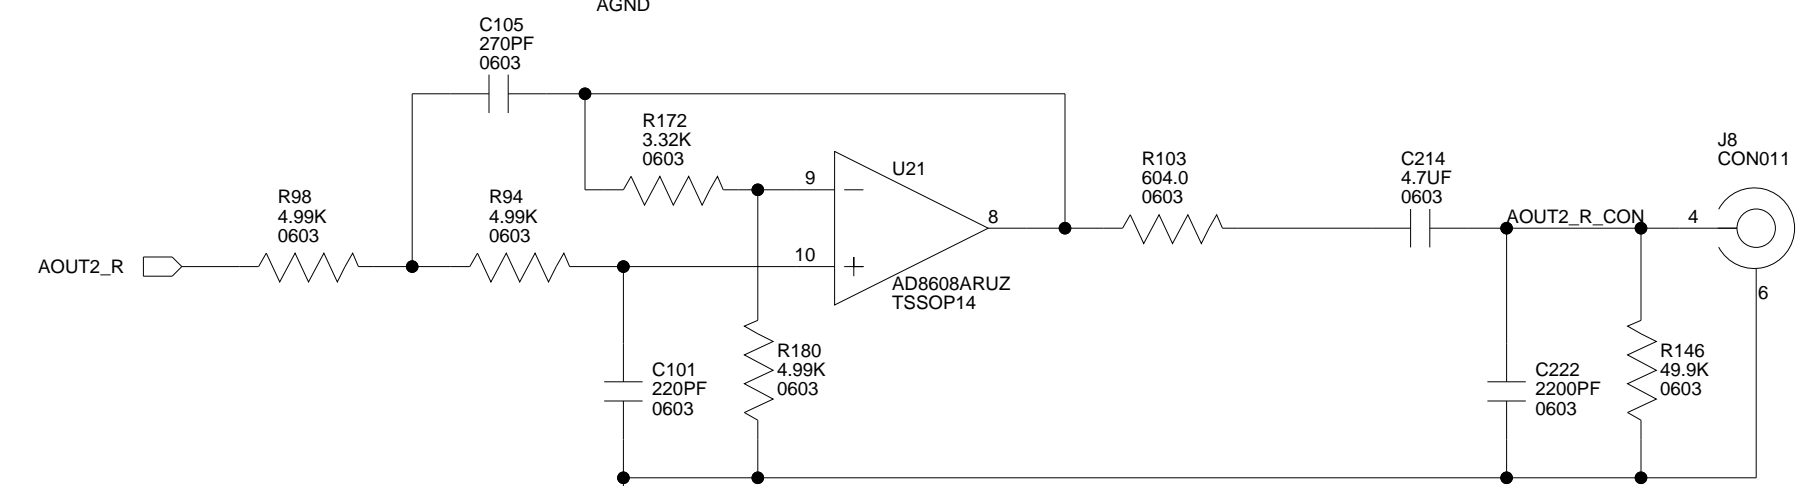 AGND
C105
270PF
0603
R172
3.32K
0603
9
U21
R98
4.99K
0603
R94
4.99K
0603
8
R103
604.0
0603
C214
4.7UF
0603
J8
CON011
AOUT2_R_CON
4
AOUT2_R
10
AD8608ARUZ
TSSOP14
6
C101
220PF
0603
R180
4.99K
0603
C222
2200PF
0603
R146
49.9K
0603